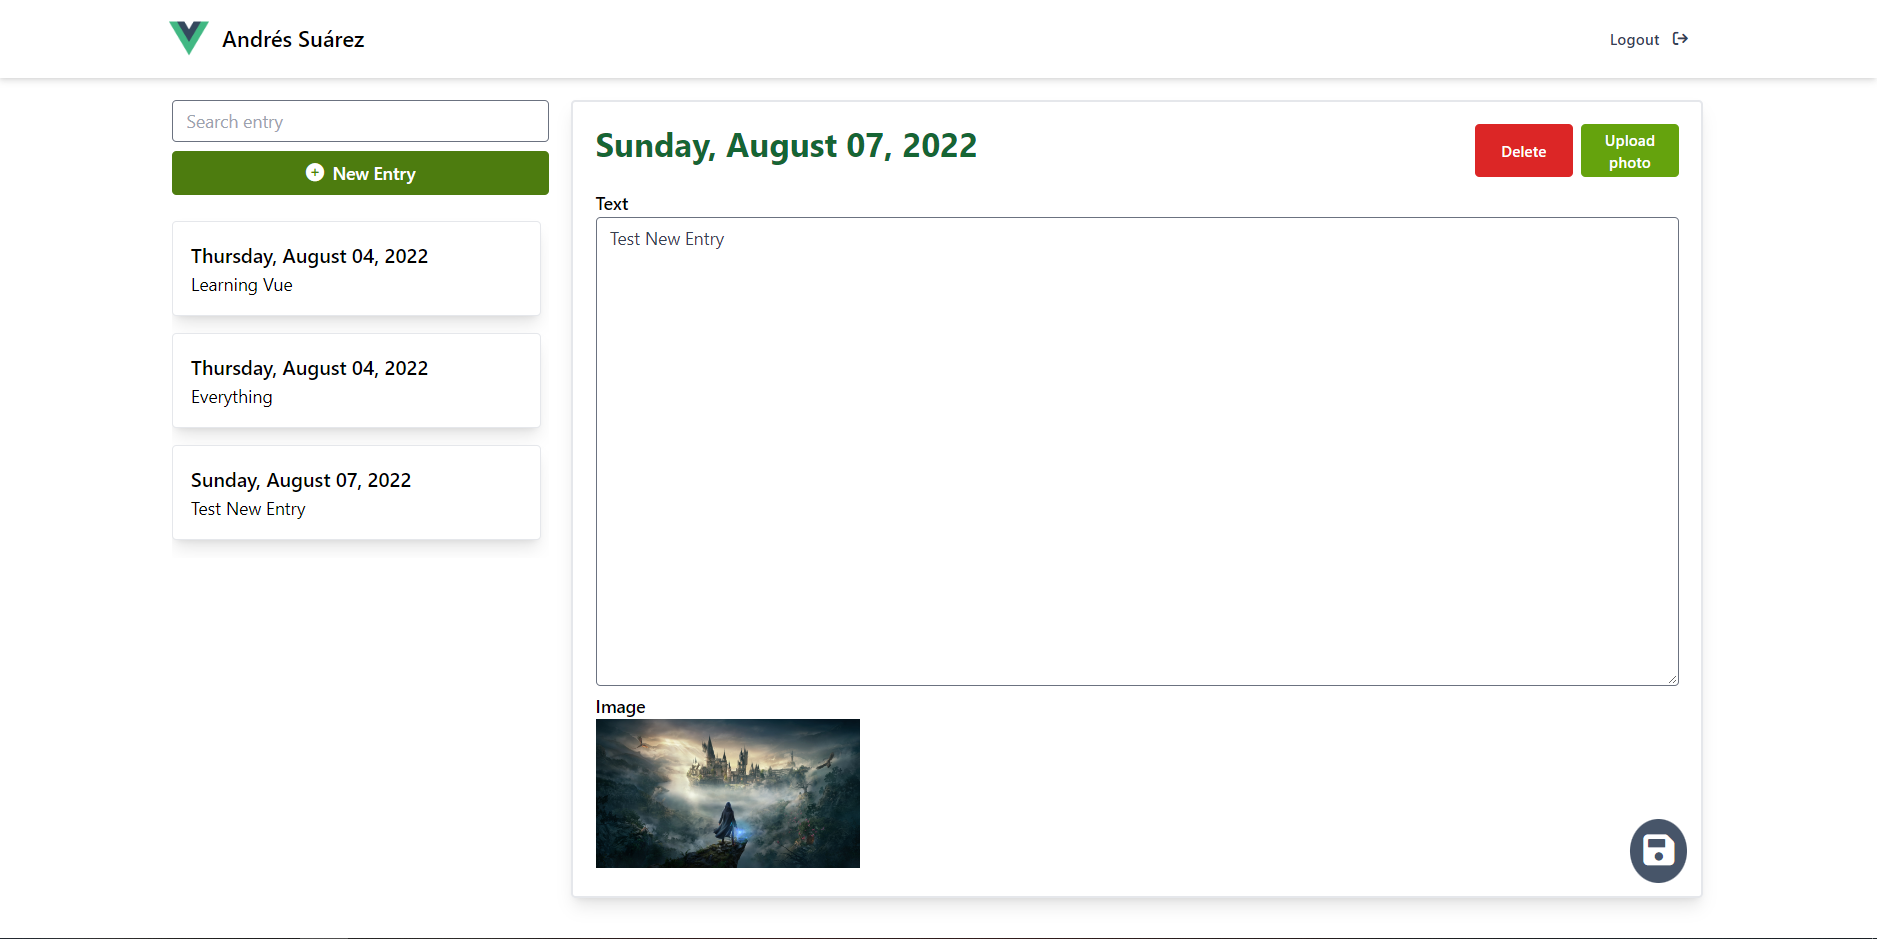 Andrés Suárez
Logout
Search entry
New Entry
Thursday, August 04, 2022
Learning Vue
Thursday, August 04, 2022
Everything
Sunday, August 07, 2022
Test New Entry
Sunday, August 07, 2022
Delete
Upload
photo
Text
Test New Entry
Image